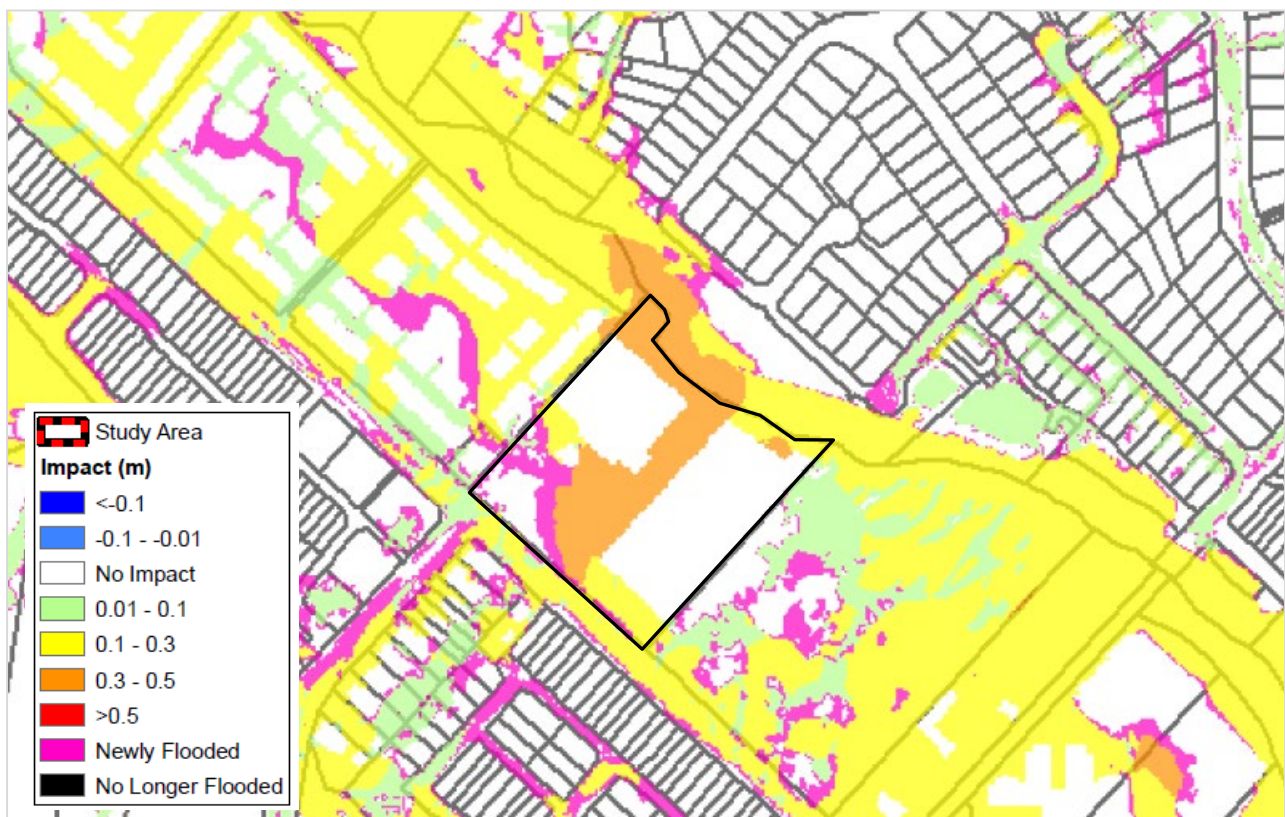 Study Area
Impact (m)
<-0.1
-0.1 - -0.01
No Impact
0.01 - 0.1
0.1 - 0.3
0.3 - 0.5
>0.5
Newly Flooded
No Longer Flooded